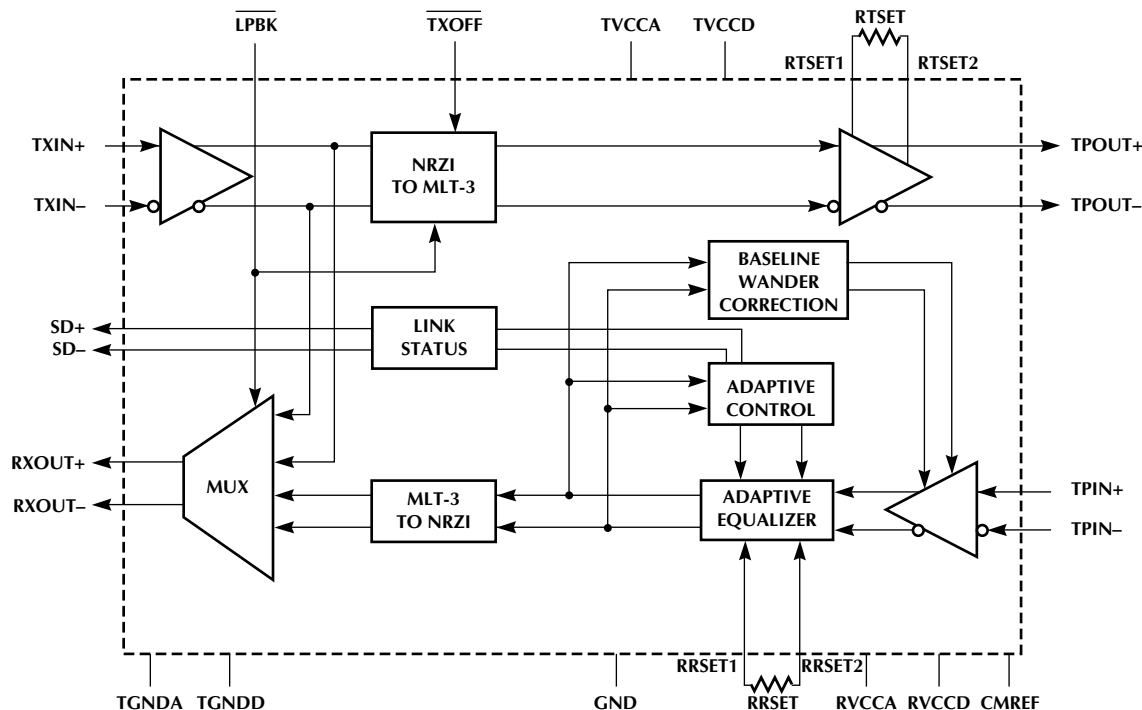 LPBK
TXOFF
TVCCA
TVCCD
RTSET
RTSET1
RTSET2
TXIN+
TXIN–
NRZI
TO MLT-3
TPOUT+
TPOUT–
BASELINE
WANDER
CORRECTION
SD+
SD–
LINK
STATUS
ADAPTIVE
CONTROL
RXOUT+
RXOUT–
MUX
MLT-3
TO NRZI
ADAPTIVE
EQUALIZER
TPIN+
TPIN–
RRSET1
RRSET2
TGNDA
TGNDD
GND
RRSET
RVCCA
RVCCD
CMREF